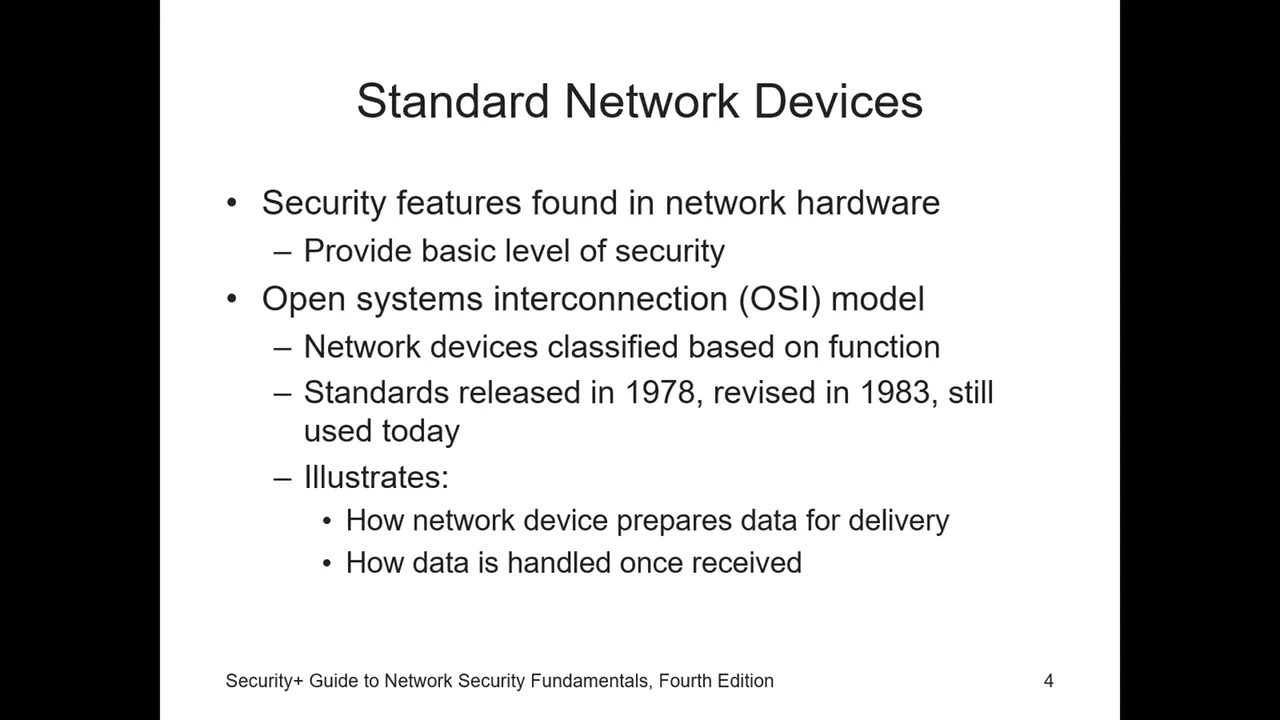 Standard Network Devices
• Security features found in network hardware
– Provide basic level of security
• Open systems interconnection (OSI) model
– Network devices classified based on function
– Standards released in 1978, revised in 1983, still
used today
– Illustrates:
• How network device prepares data for delivery
• How data is handled once received
Security+ Guide to Network Security Fundamentals, Fourth Edition
4